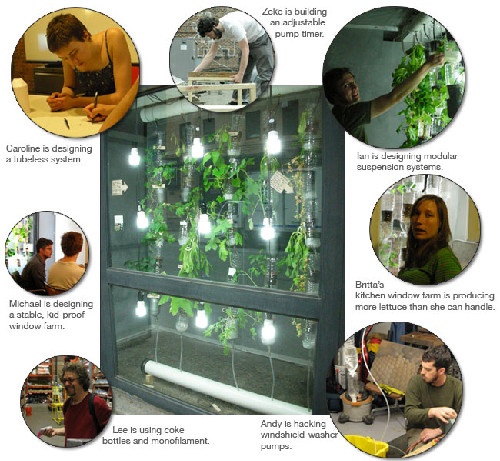 Zeke is building
an adjustable
pump timer.
Caroline is designing
a tubeless system
Ian is designing modular
suspension systems.
Michael is designing
a stable, kid-proof
window farm.
Britta's
kitchen window farm is producing
more lettuce than she can handle.
Lee is using coke
bottles and monofilament.
Andy is hacking
windshield-washer
pumps.